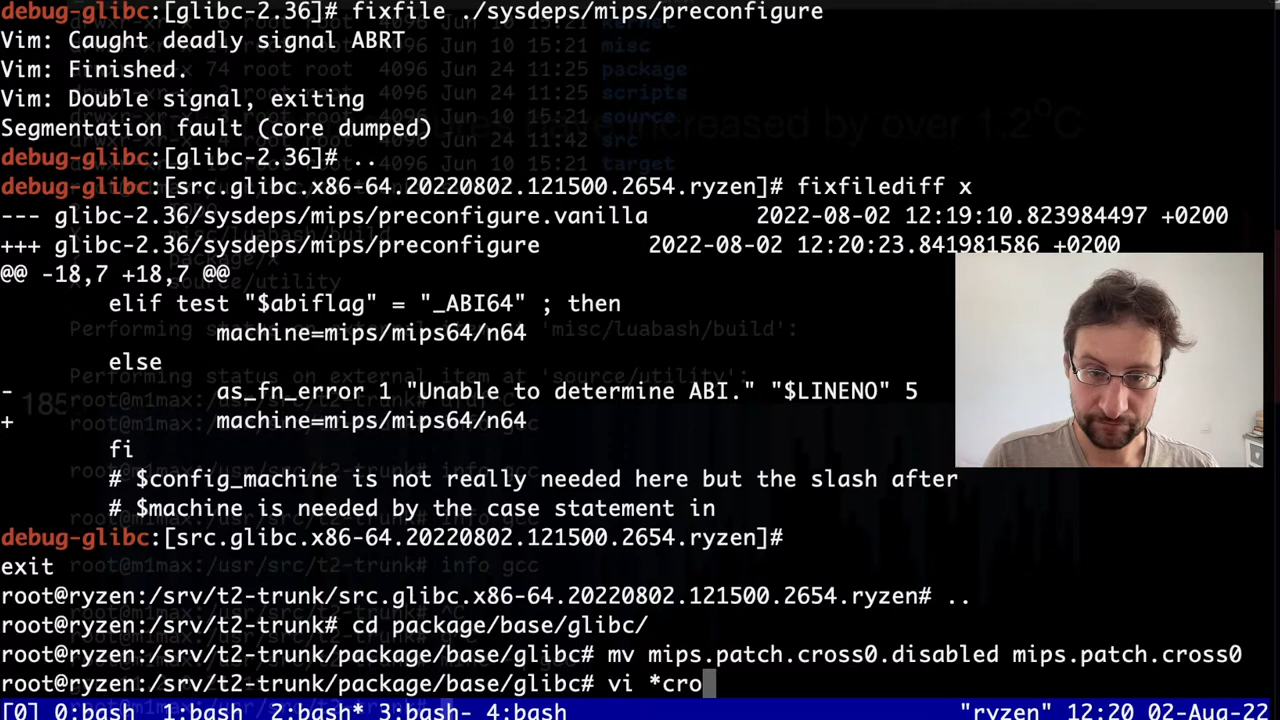 debug-glibc:[glibc-2.36]# fixfile ./sysdeps/mips/preconfigure
Vim: Caught deadly signal ABRT
Vim: Finished.
Vim: Double signal, exiting
Segmentation fault (core dumped)
debug-glibc:[glibc-2.36]# ..
debug-glibc:[src.glibc.x86-64.20220802.121500.2654.ryzen]# fixfilediff x
--- glibc-2.36/sysdeps/mips/preconfigure.vanilla        2022-08-02 12:19:10.823984497 +0200
+++ glibc-2.36/sysdeps/mips/preconfigure        2022-08-02 12:20:23.841981586 +0200
@@ -18,7 +18,7 @@
        elif test "$abiflag" = "_ABI64" ; then
                machine=mips/mips64/n64
        else
-               as_fn_error 1 "Unable to determine ABI." "$LINENO" 5
+               machine=mips/mips64/n64
        fi
        # $config_machine is not really needed here but the slash after
        # $machine is needed by the case statement in
debug-glibc:[src.glibc.x86-64.20220802.121500.2654.ryzen]#
exit
root@ryzen:/srv/t2-trunk/src.glibc.x86-64.20220802.121500.2654.ryzen# ..
root@ryzen:/srv/t2-trunk# cd package/base/glibc/
root@ryzen:/srv/t2-trunk/package/base/glibc# mv mips.patch.cross0.disabled mips.patch.cross0
root@ryzen:/srv/t2-trunk/package/base/glibc# vi *cro
[0] 0:bash  1:bash  2:bash* 3:bash- 4:bash "ryzen" 12:20 02-Aug-22